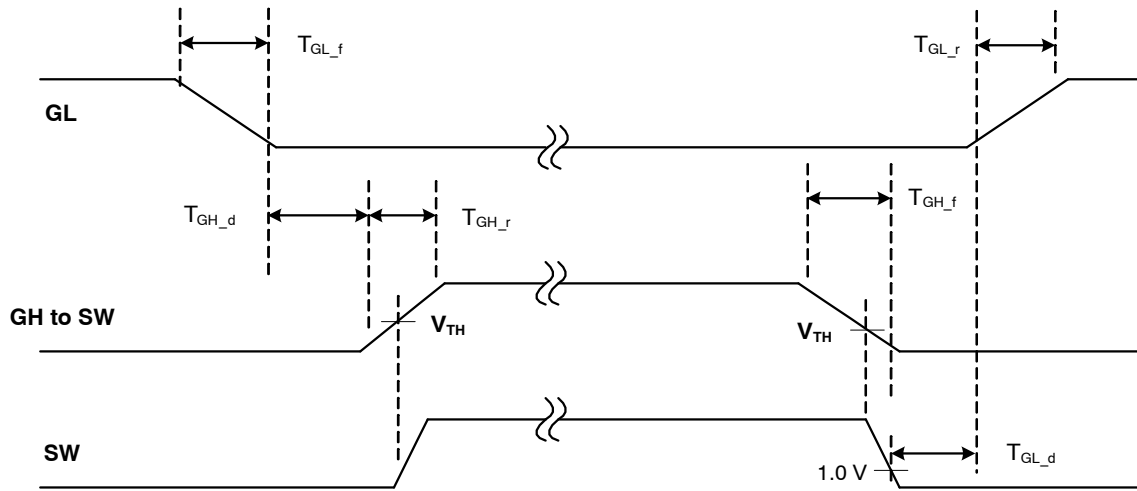 T_GL_f
T_GL_r
GL
T_GH_d
T_GH_r
T_GH_f
GH to SW
V_TH
V_TH
SW
1.0 V
T_GL_d